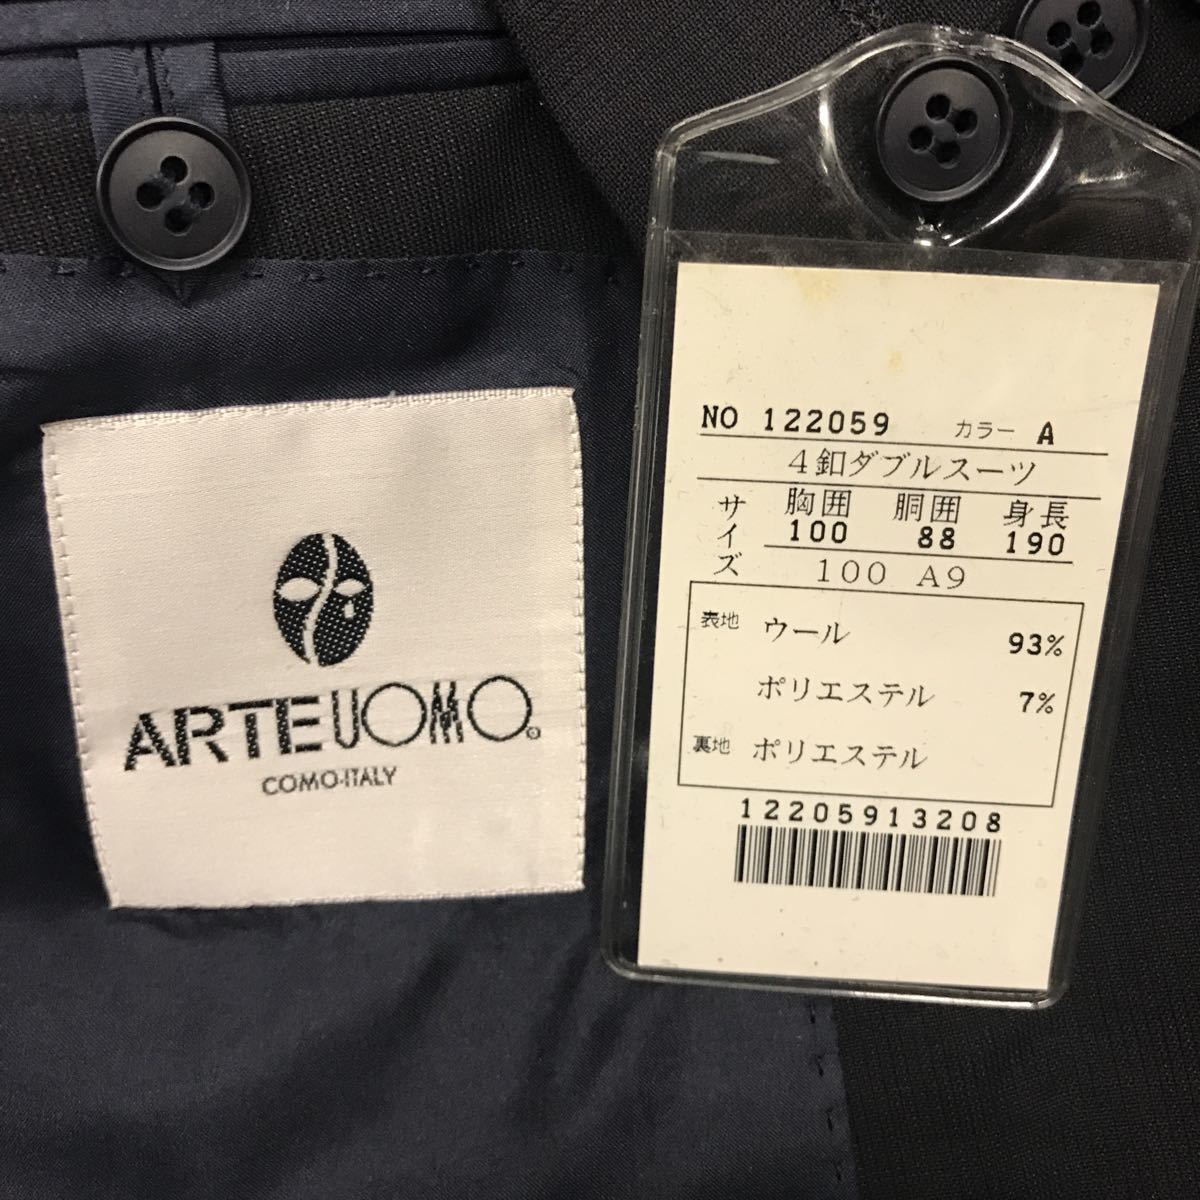 ARTEUOMO
COMO·ITALY
NO 122059 カラー A
4釦ダブルスーツ
サイズ
胸囲 胴囲 身長
100 88 190
100 A9
表地 ウール 93%
ポリエステル 7%
裏地 ポリエステル
12205913208